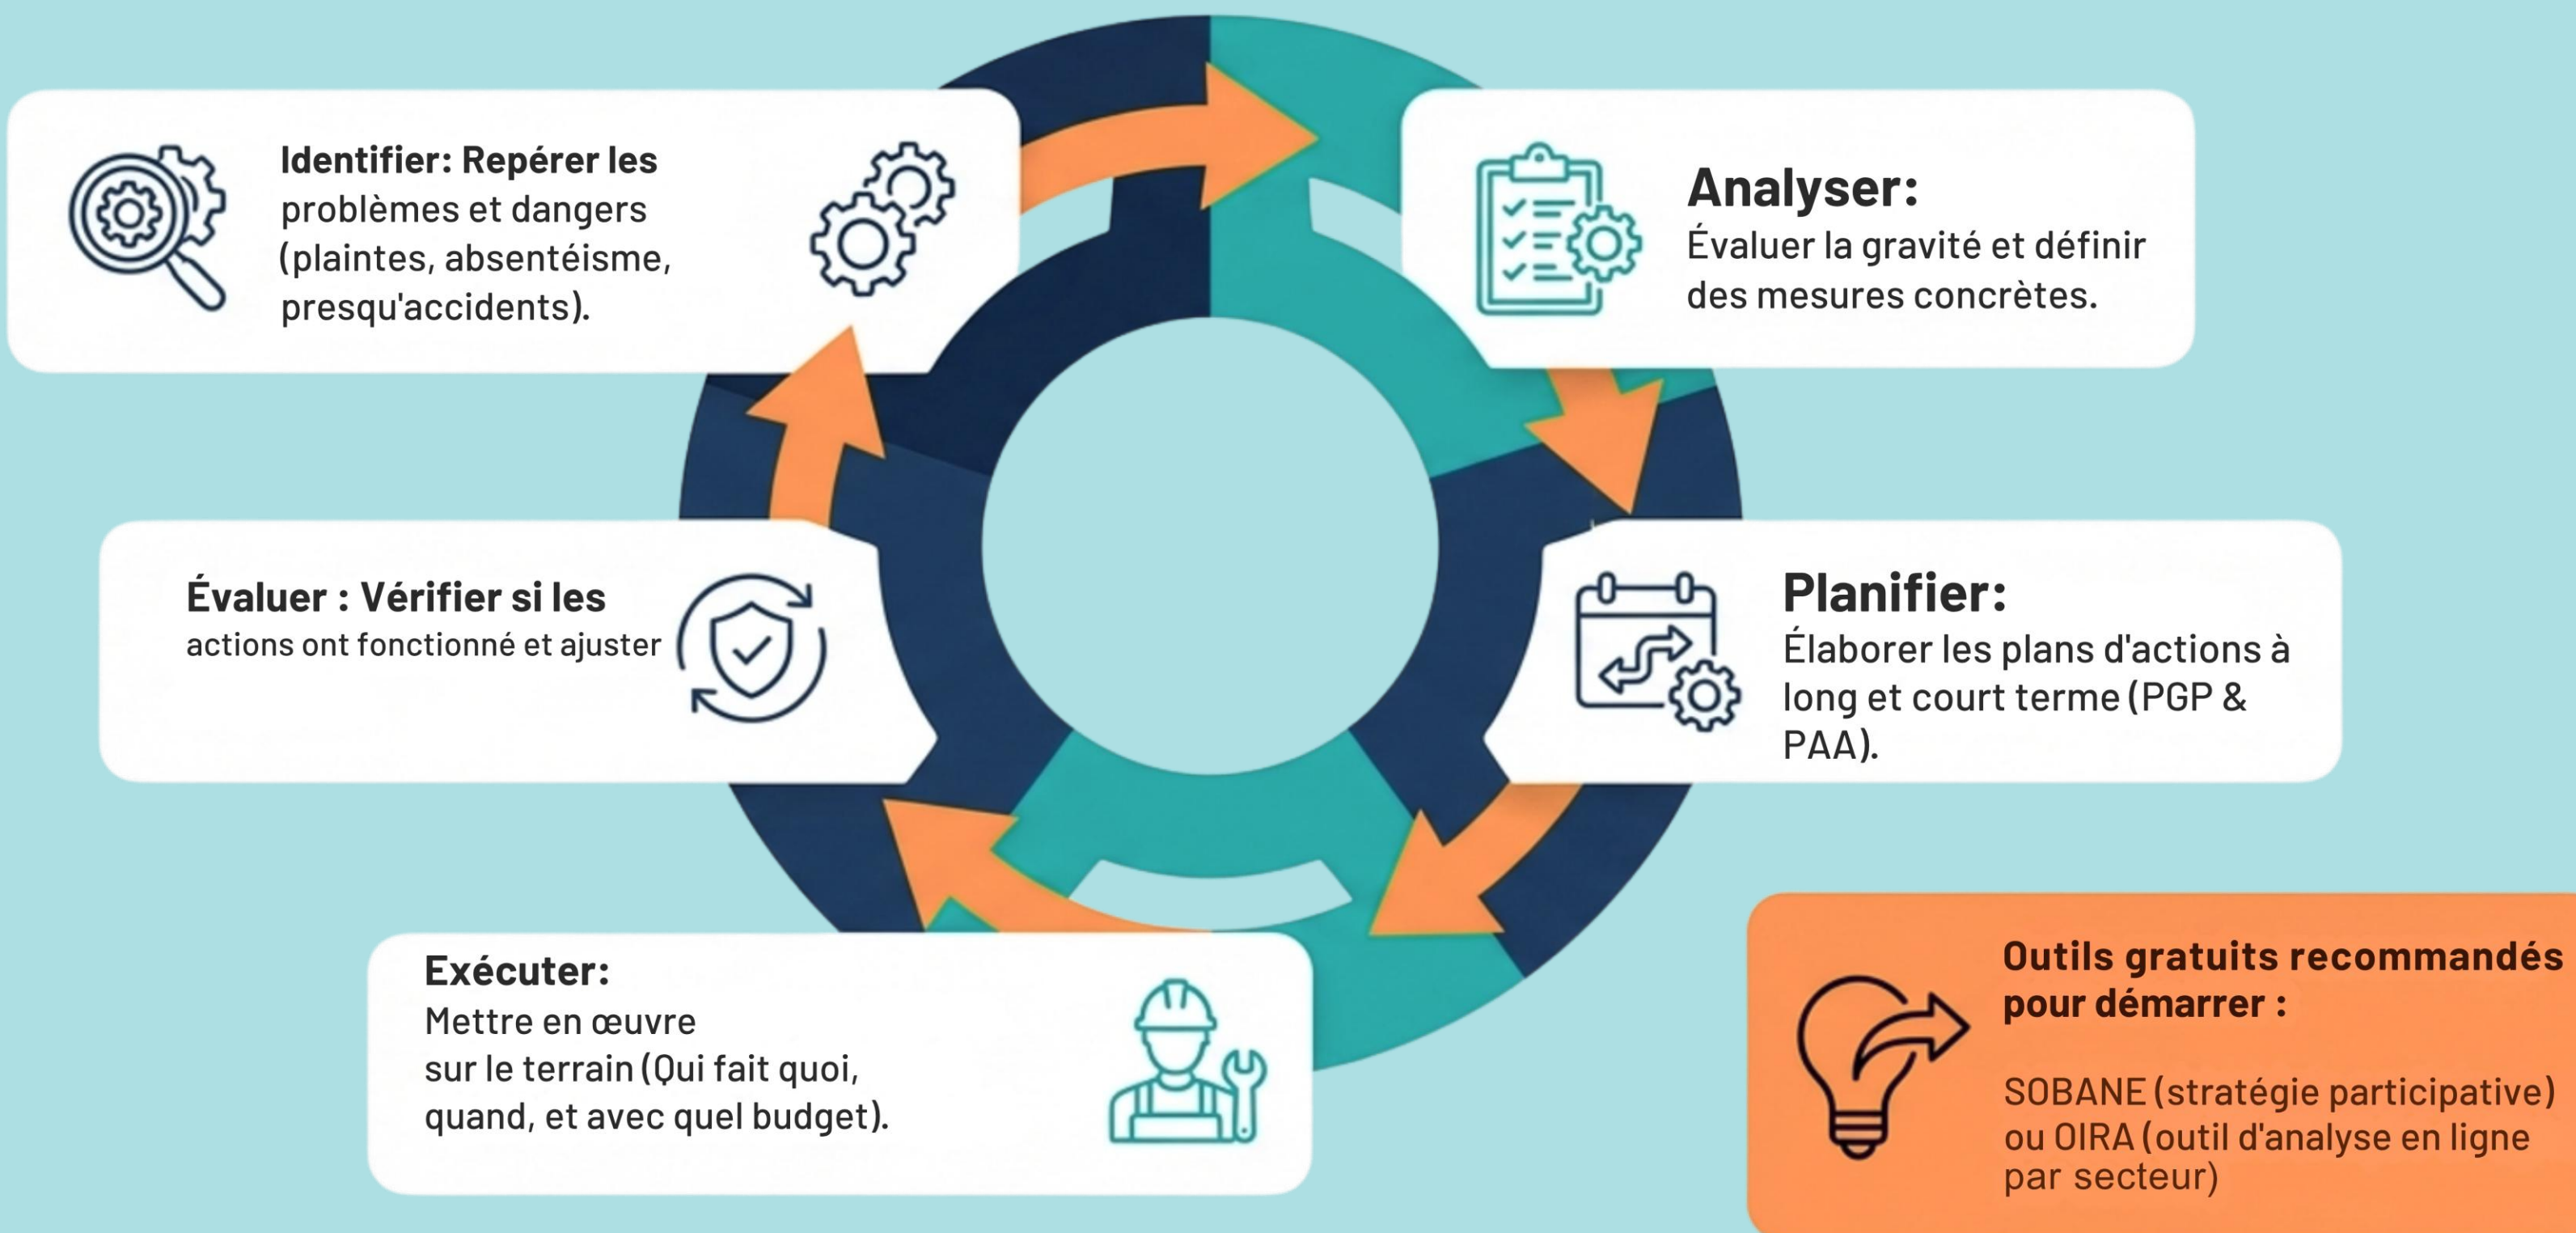 Identifier: Repérer les
problèmes et dangers
(plaintes, absentéisme,
presqu'accidents).
Analyser:
Évaluer la gravité et définir
des mesures concrètes.
Évaluer : Vérifier si les
actions ont fonctionné et ajuster
Planifier:
Élaborer les plans d'actions à
long et court terme (PGP &
PAA).
Exécuter:
Mettre en œuvre
sur le terrain (Qui fait quoi,
quand, et avec quel budget).
Outils gratuits recommandés
pour démarrer :
SOBANE (stratégie participative)
ou OIRA (outil d'analyse en ligne
par secteur)